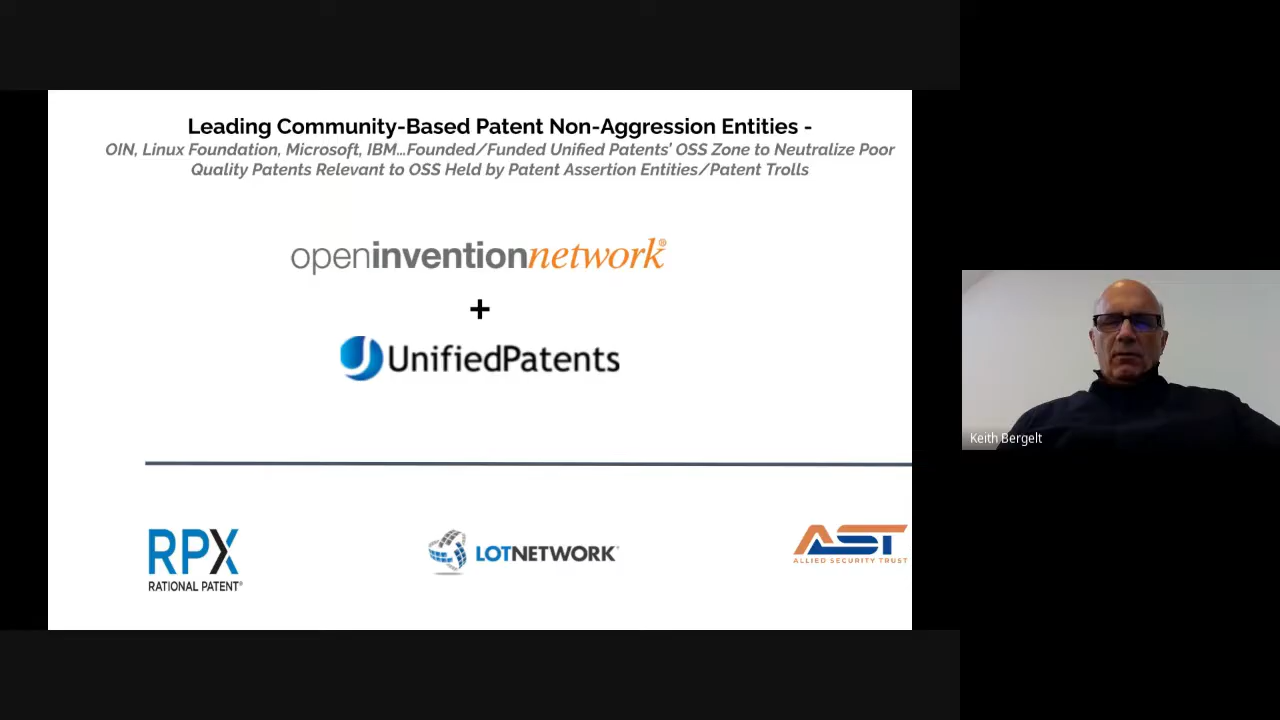 Leading Community-Based Patent Non-Aggression Entities -
OIN, Linux Foundation, Microsoft, IBM…Founded/Funded Unified Patents’ OSS Zone to Neutralize Poor
Quality Patents Relevant to OSS Held by Patent Assertion Entities/Patent Trolls
openinventionnetwork®
+
UnifiedPatents
RPX
RATIONAL PATENT®
LOTNETWORK
AST
ALLIED SECURITY TRUST
Keith Bergelt